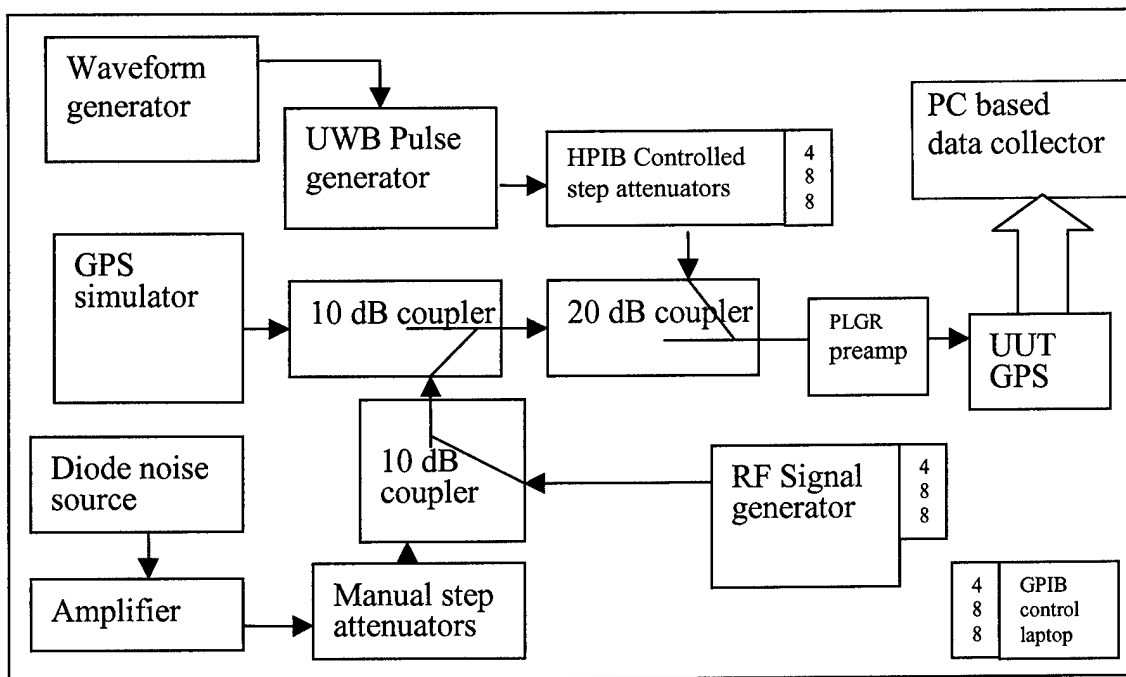 Waveform
generator
UWB Pulse
generator
HPIB Controlled
step attenuators
4
8
8
PC based
data collector
GPS
simulator
10 dB coupler
20 dB coupler
PLGR
preamp
UUT
GPS
Diode noise
source
10 dB
coupler
RF Signal
generator
4
8
8
Amplifier
Manual step
attenuators
4
8
8
GPIB
control
laptop